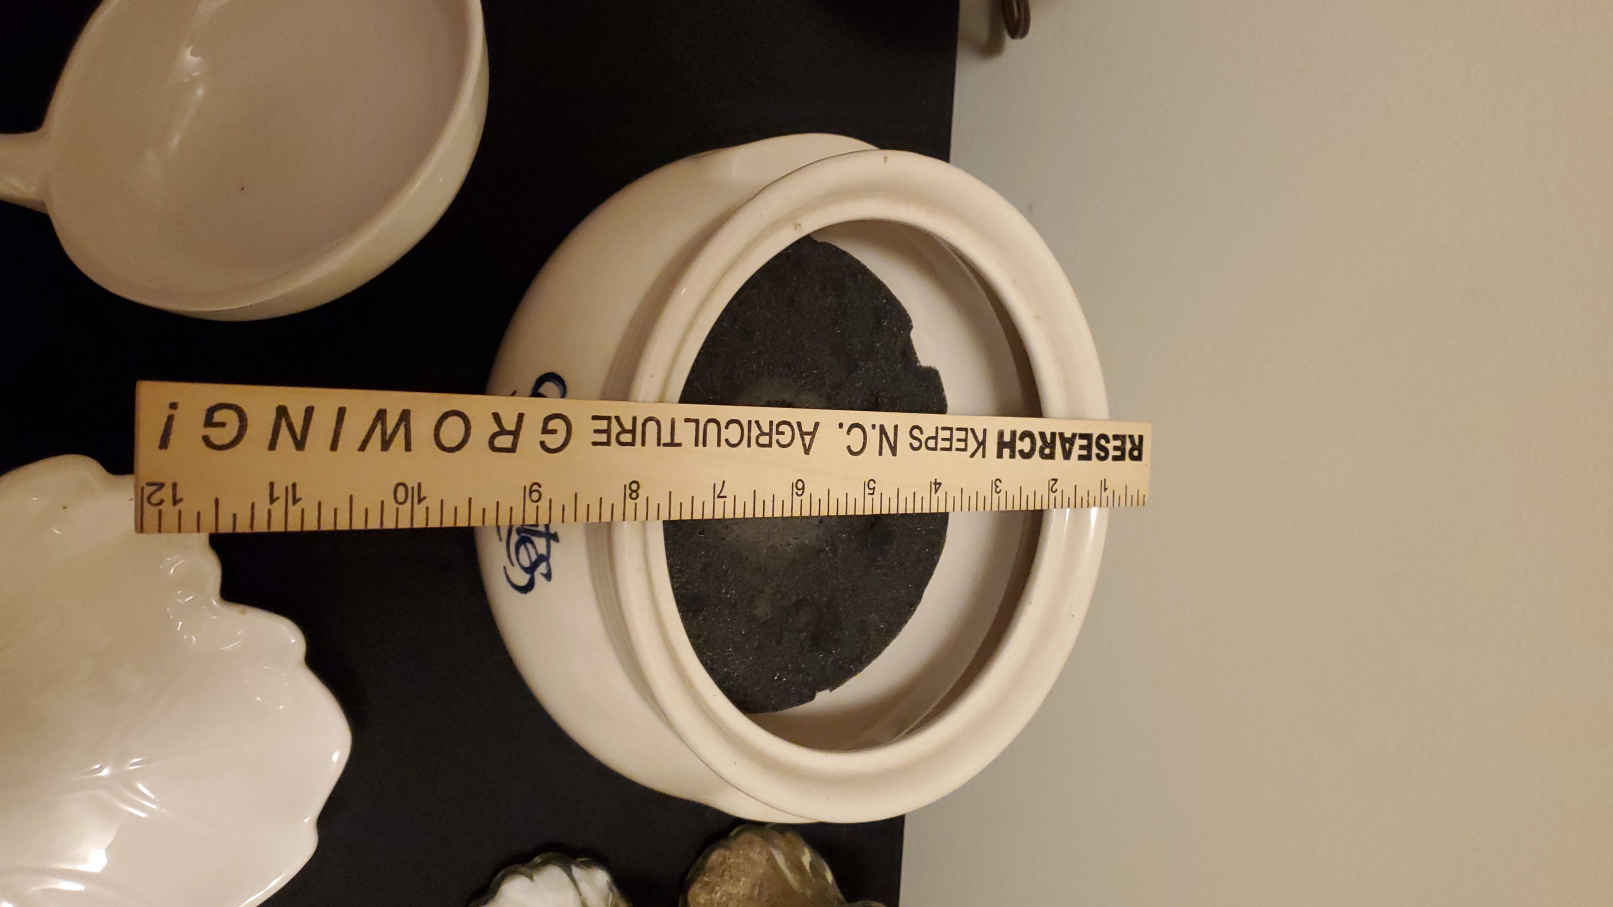 RESEARCH KEEPS N.C. AGRICULTURE GROWING!
1 2 3 4 5 6 7 8 9 10 11 12